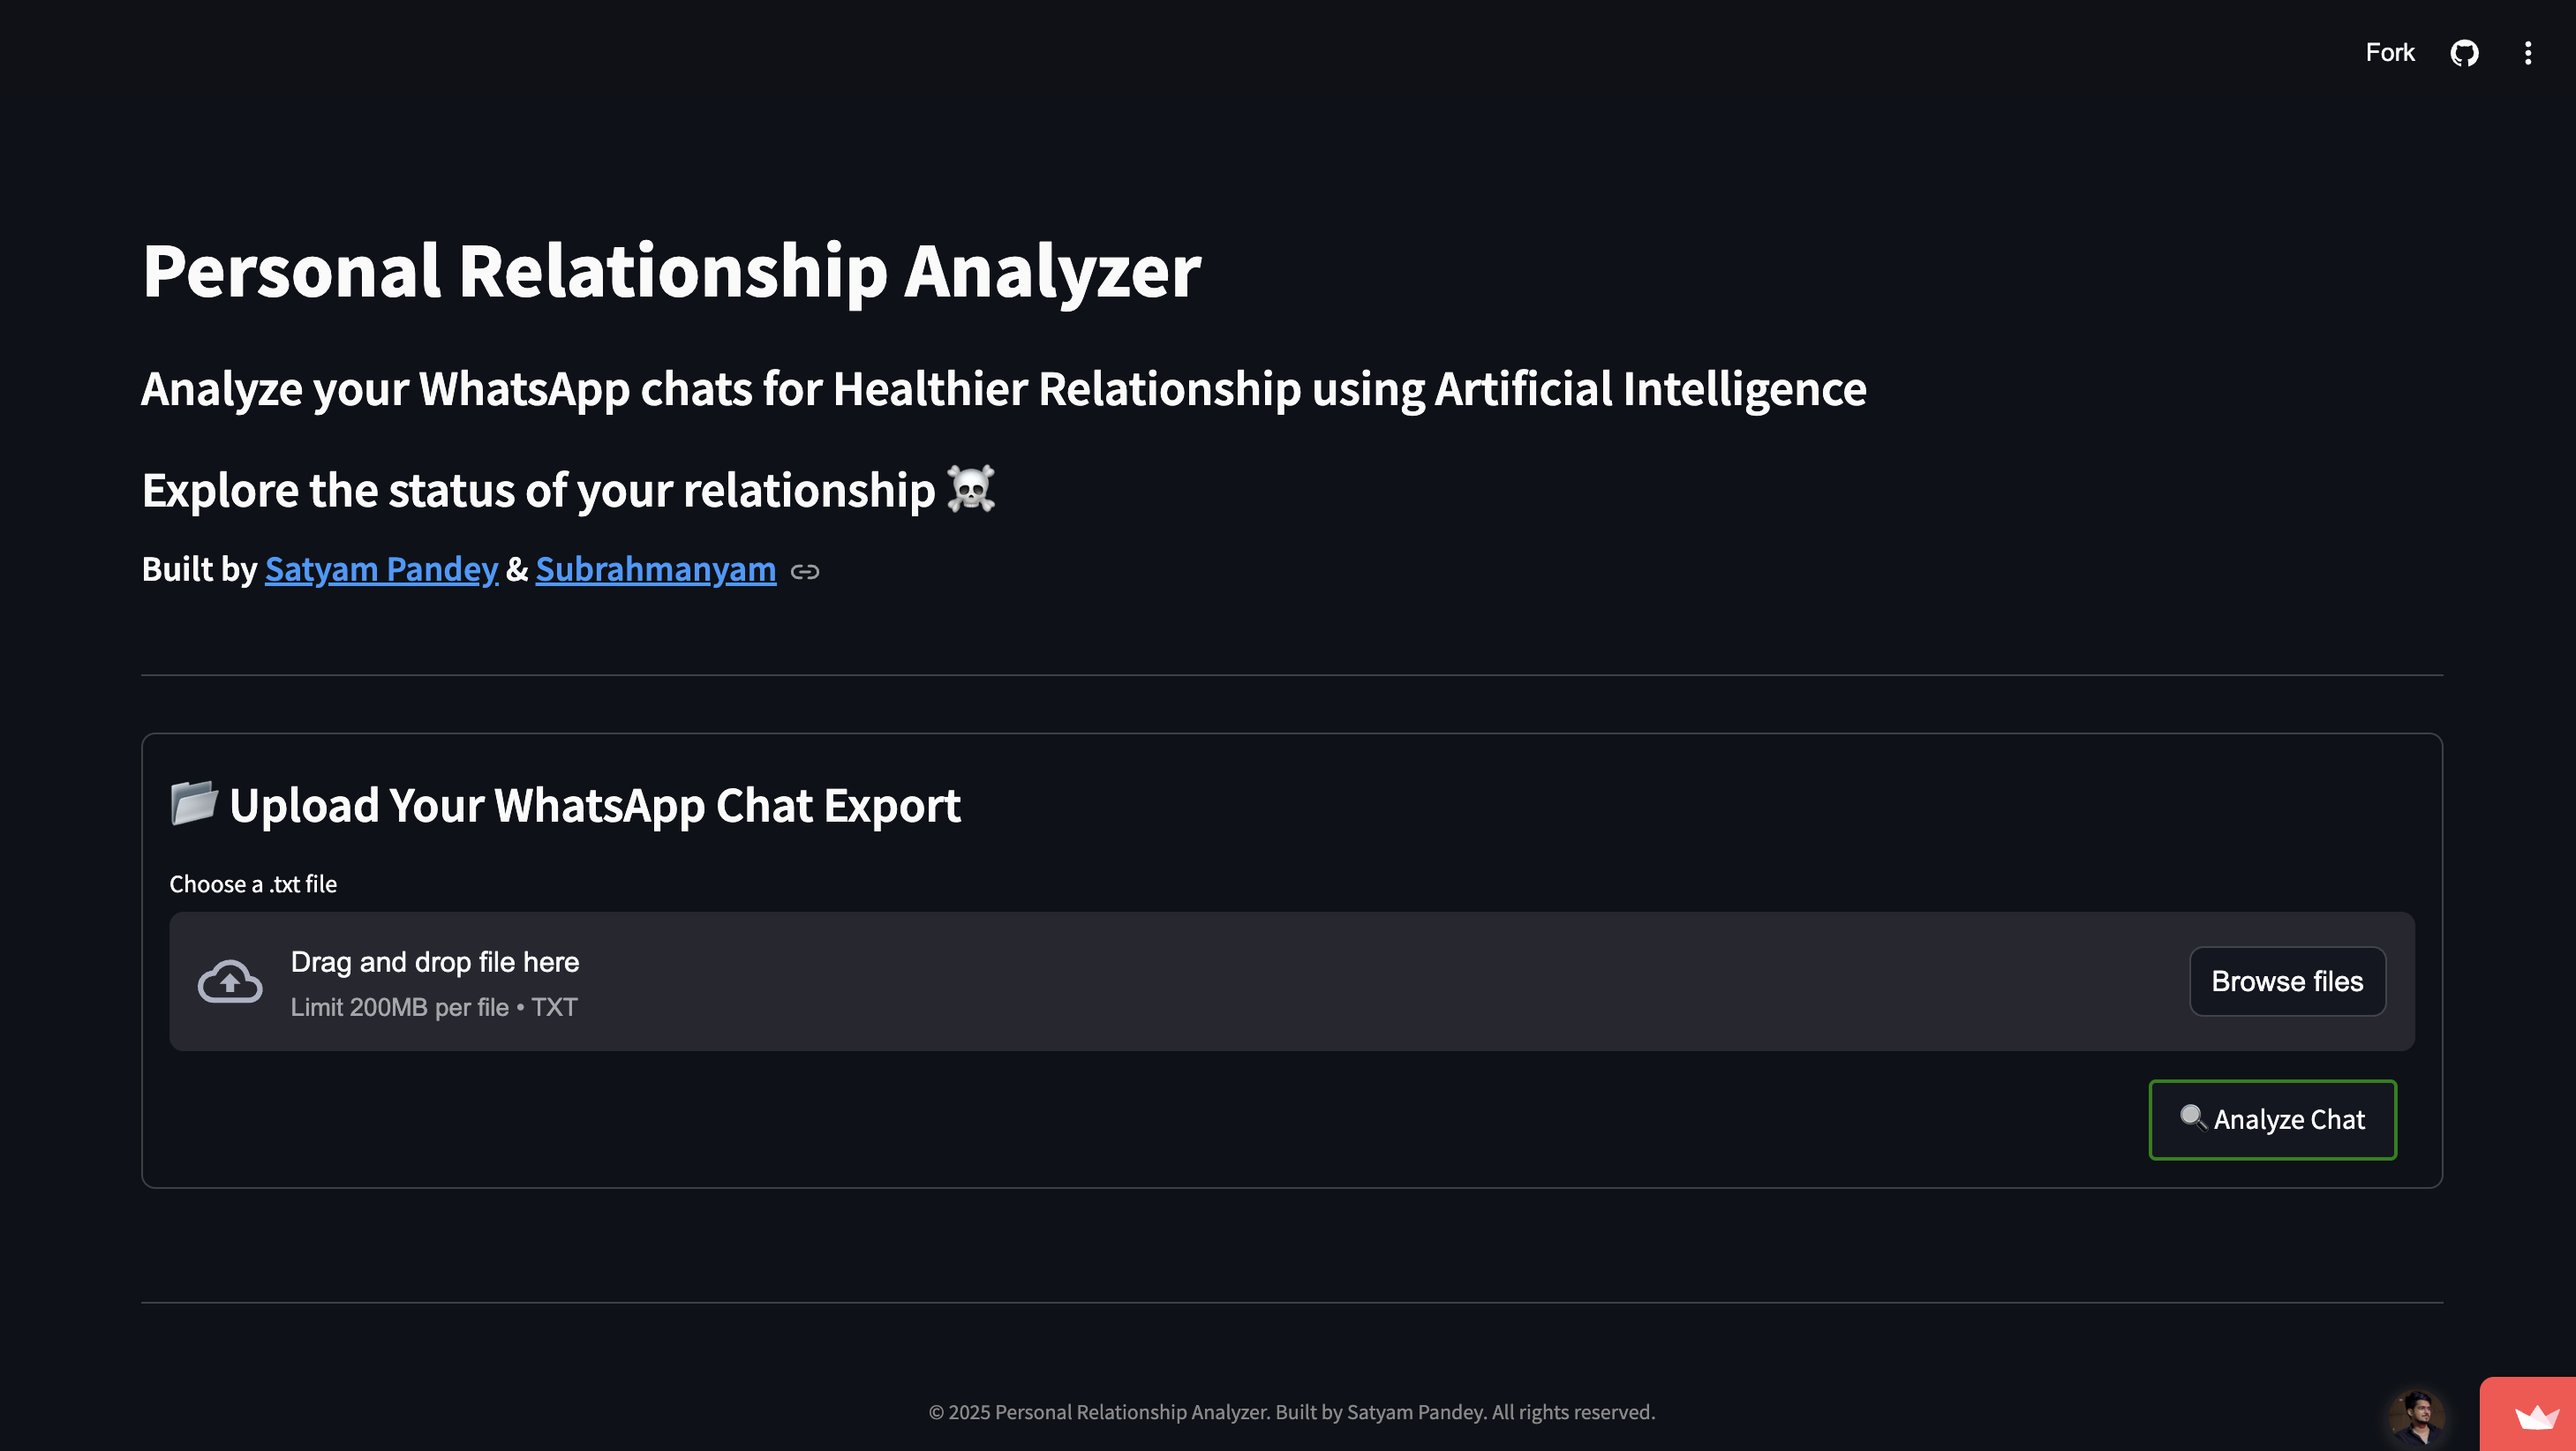 Fork
Personal Relationship Analyzer
Analyze your WhatsApp chats for Healthier Relationship using Artificial Intelligence
Explore the status of your relationship ☠️
Built by Satyam Pandey & Subrahmanyam
📂 Upload Your WhatsApp Chat Export
Choose a .txt file
Drag and drop file here
Limit 200MB per file • TXT
Browse files
🔍 Analyze Chat
© 2025 Personal Relationship Analyzer. Built by Satyam Pandey. All rights reserved.